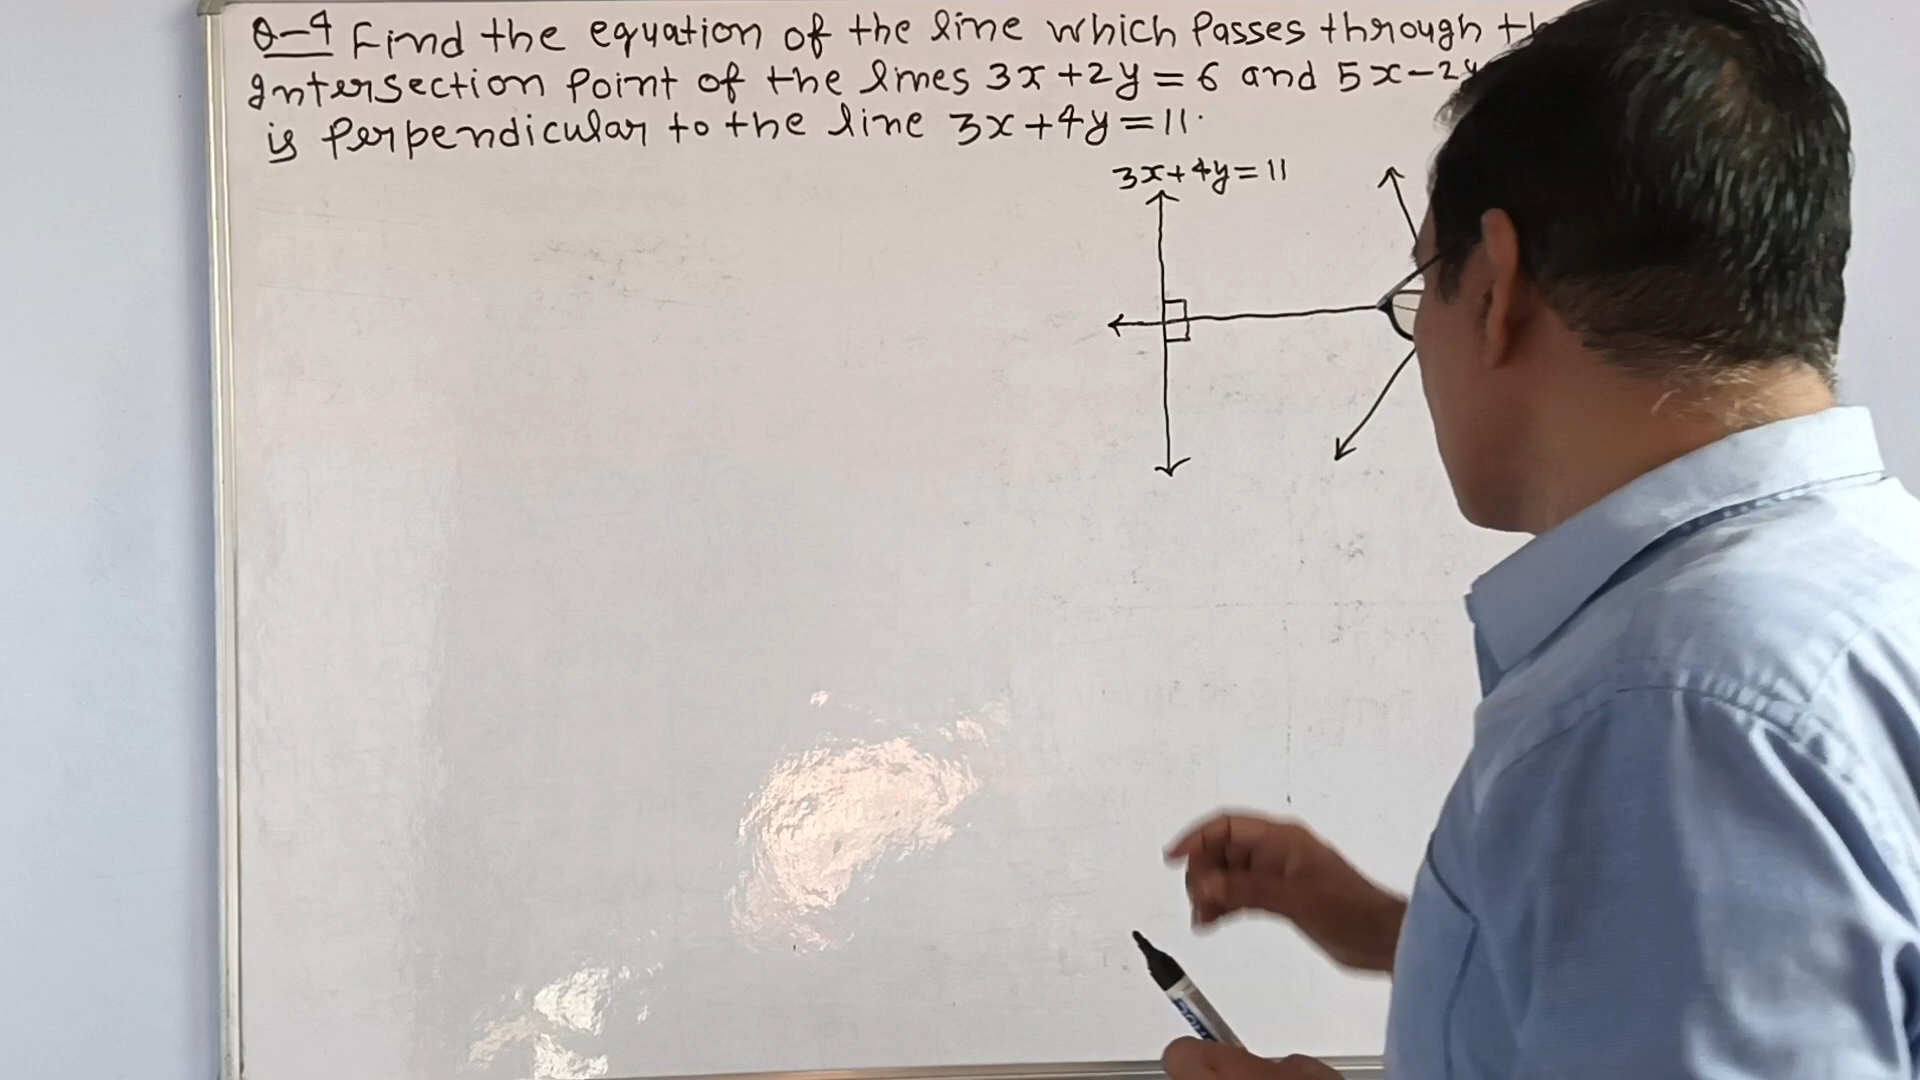 Q-4 Find the equation of the line which passes through
intersection point of the lines 3x+2y=6 and 5x-2y
is perpendicular to the line 3x+4y=11.
3x+4y=11